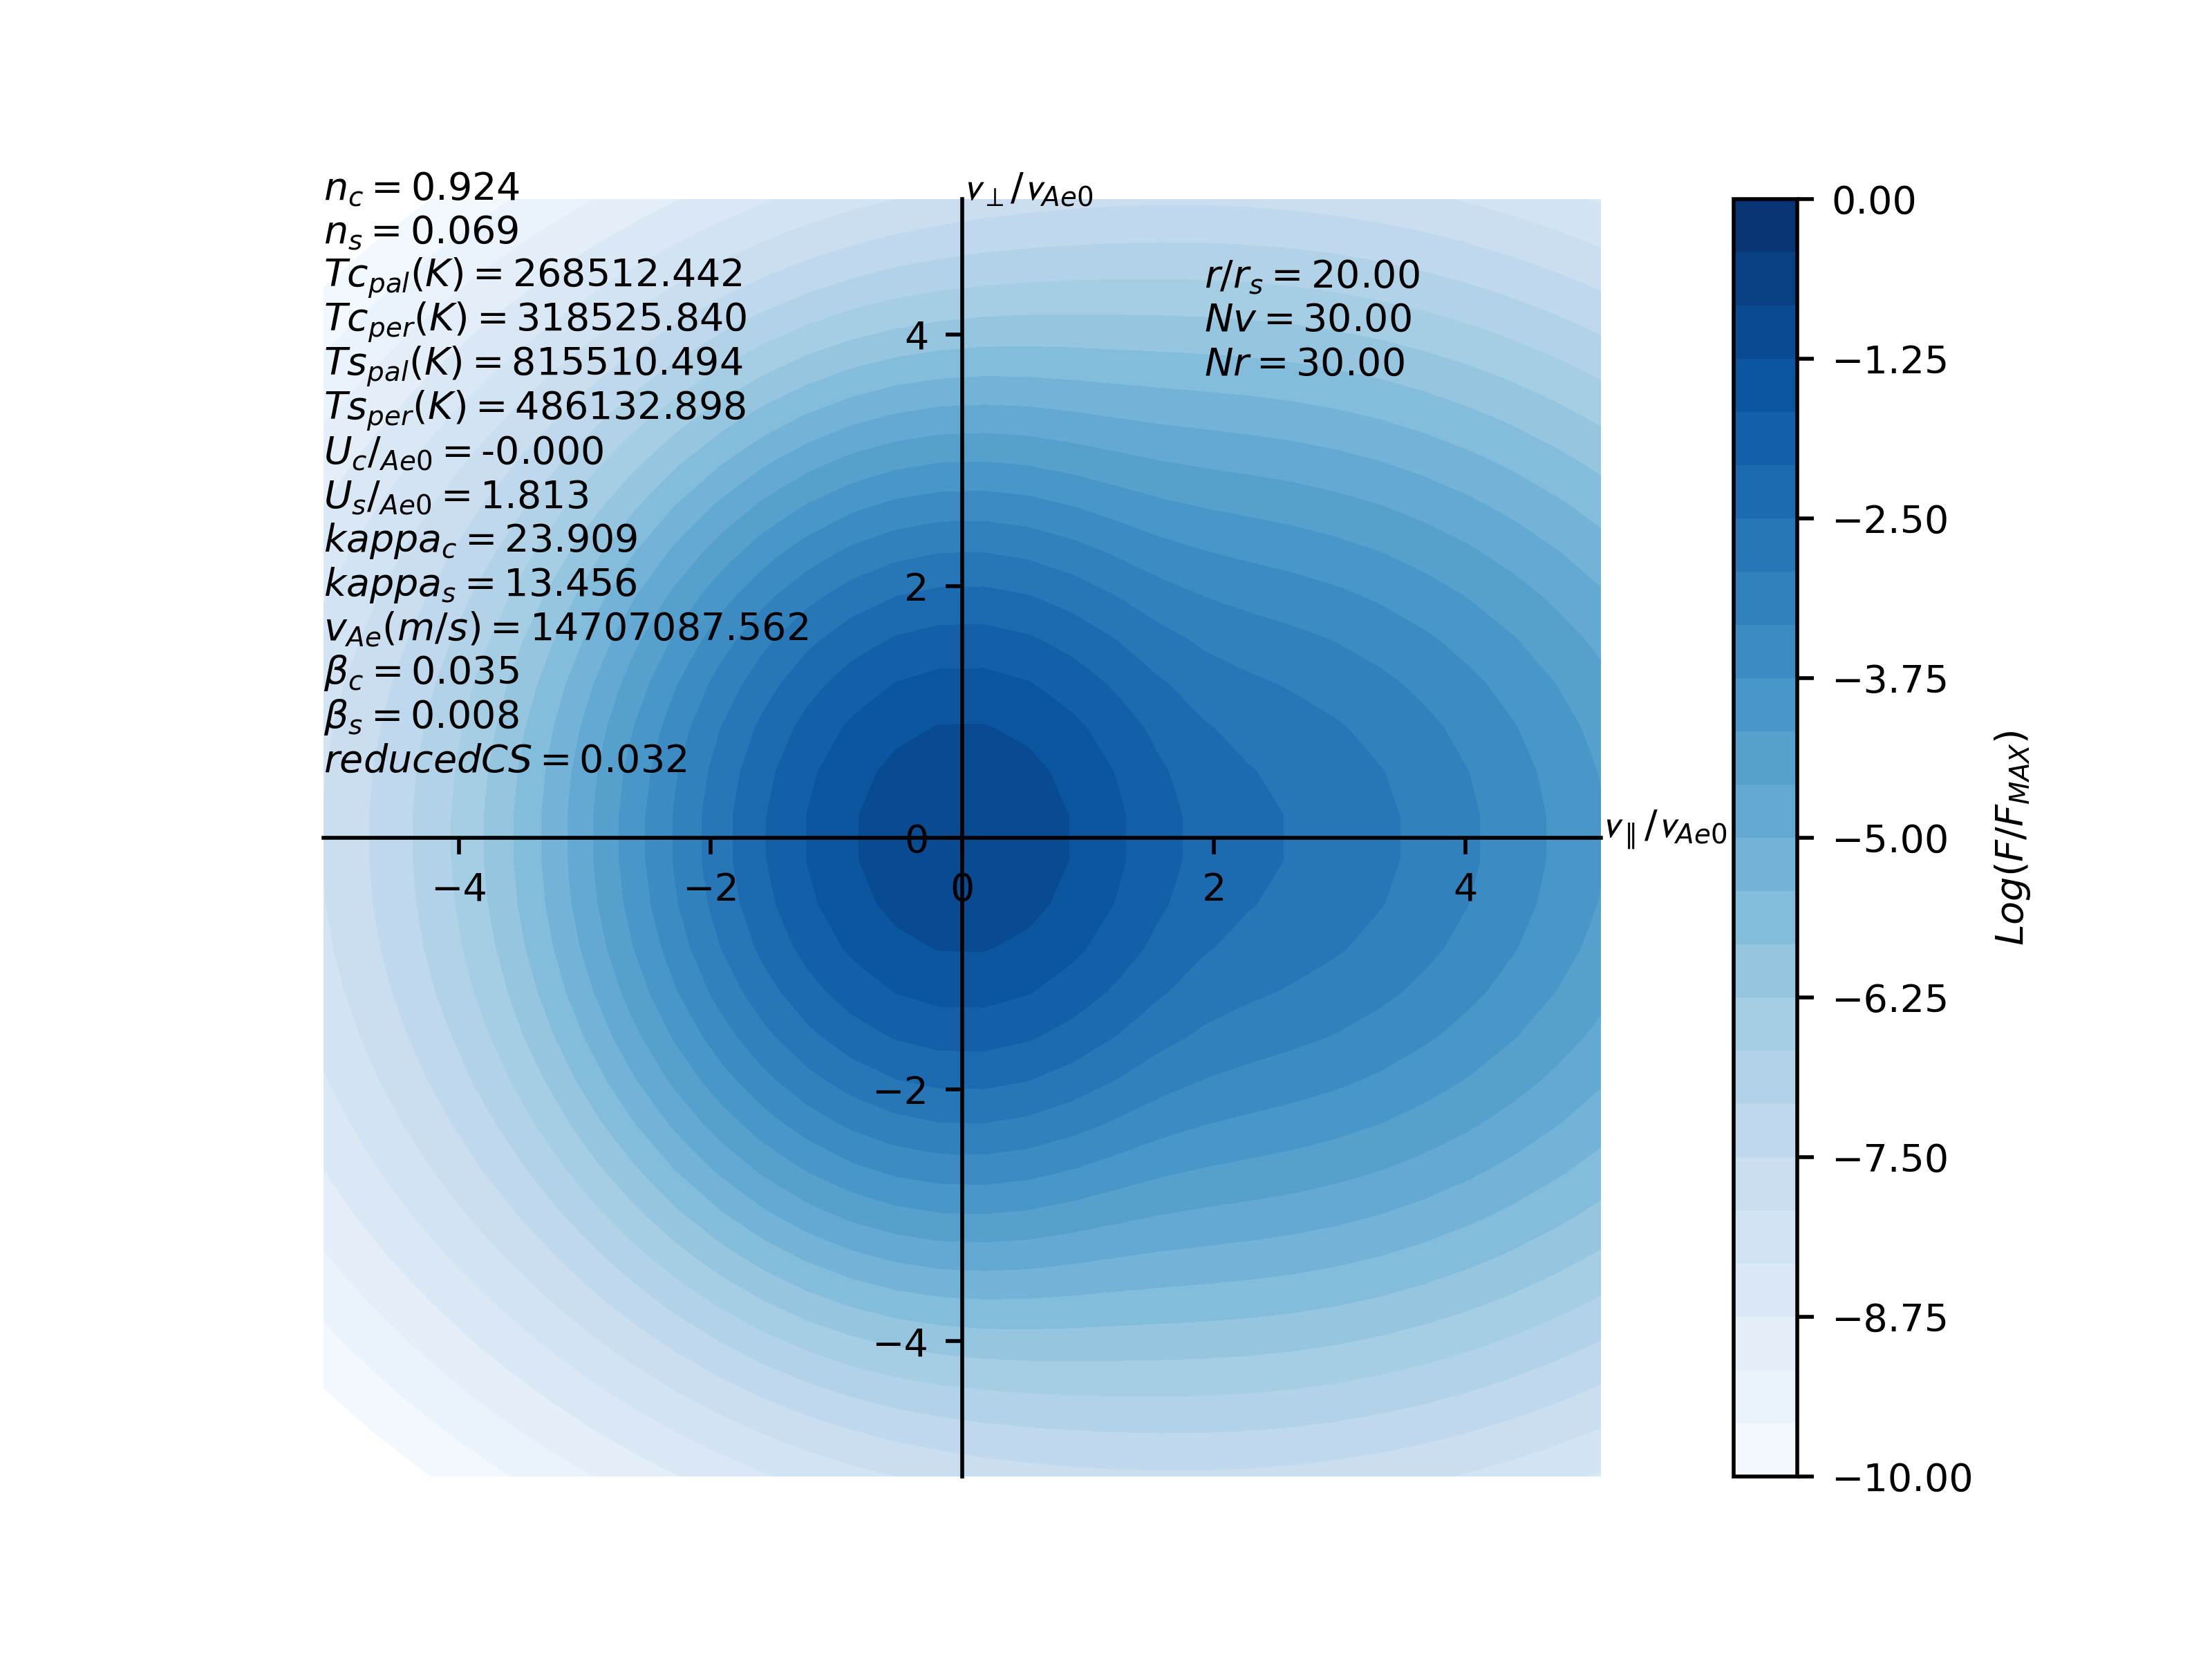 n_c = 0.924
n_s = 0.069
Tc_pal(K) = 268512.442
Tc_per(K) = 318525.840
Ts_pal(K) = 815510.494
Ts_per(K) = 486132.898
U_c/_Ae0 = -0.000
U_s/_Ae0 = 1.813
kappa_c = 23.909
kappa_s = 13.456
v_Ae(m/s) = 14707087.562
β_c = 0.035
β_s = 0.008
reducedCS = 0.032
v_⊥/v_Ae0
r/r_s = 20.00
Nv = 30.00
Nr = 30.00
4
2
0
−2
−4
−4
−2
0
2
4
v_∥/v_Ae0
0.00
−1.25
−2.50
−3.75
−5.00
−6.25
−7.50
−8.75
−10.00
Log(F/F_MAX)